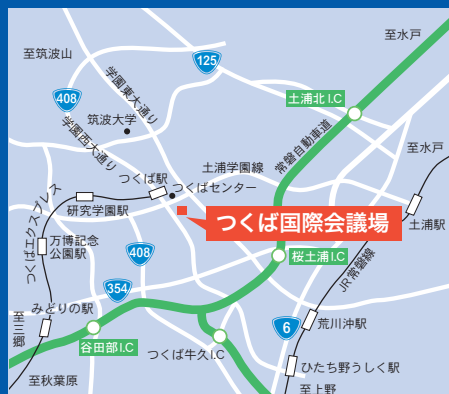 至水戸
至筑波山
125
学園東大通り
408
土浦北I.C
筑波大学
学園西大通り
常磐自動車道
至水戸
土浦学園線
つくば駅
つくばセンター
つくばエクスプレス
研究学園駅
つくば国際会議場
土浦駅
万博記念
公園駅
408
桜土浦I.C
JR常磐線
354
みどりの駅
至三郷
6
荒川沖駅
谷田部I.C
つくば牛久I.C
ひたち野うしく駅
至秋葉原
至上野